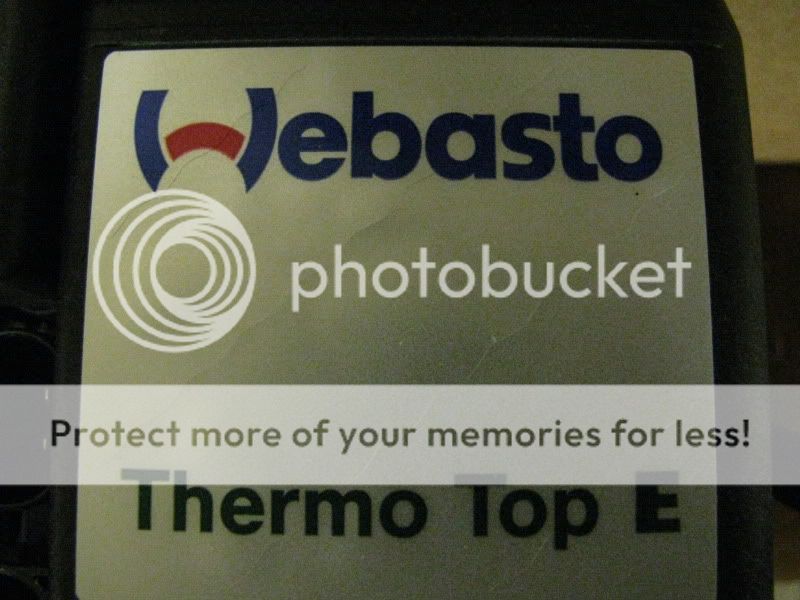 Webasto
photobucket
Protect more of your memories for less!
Thermo Top E